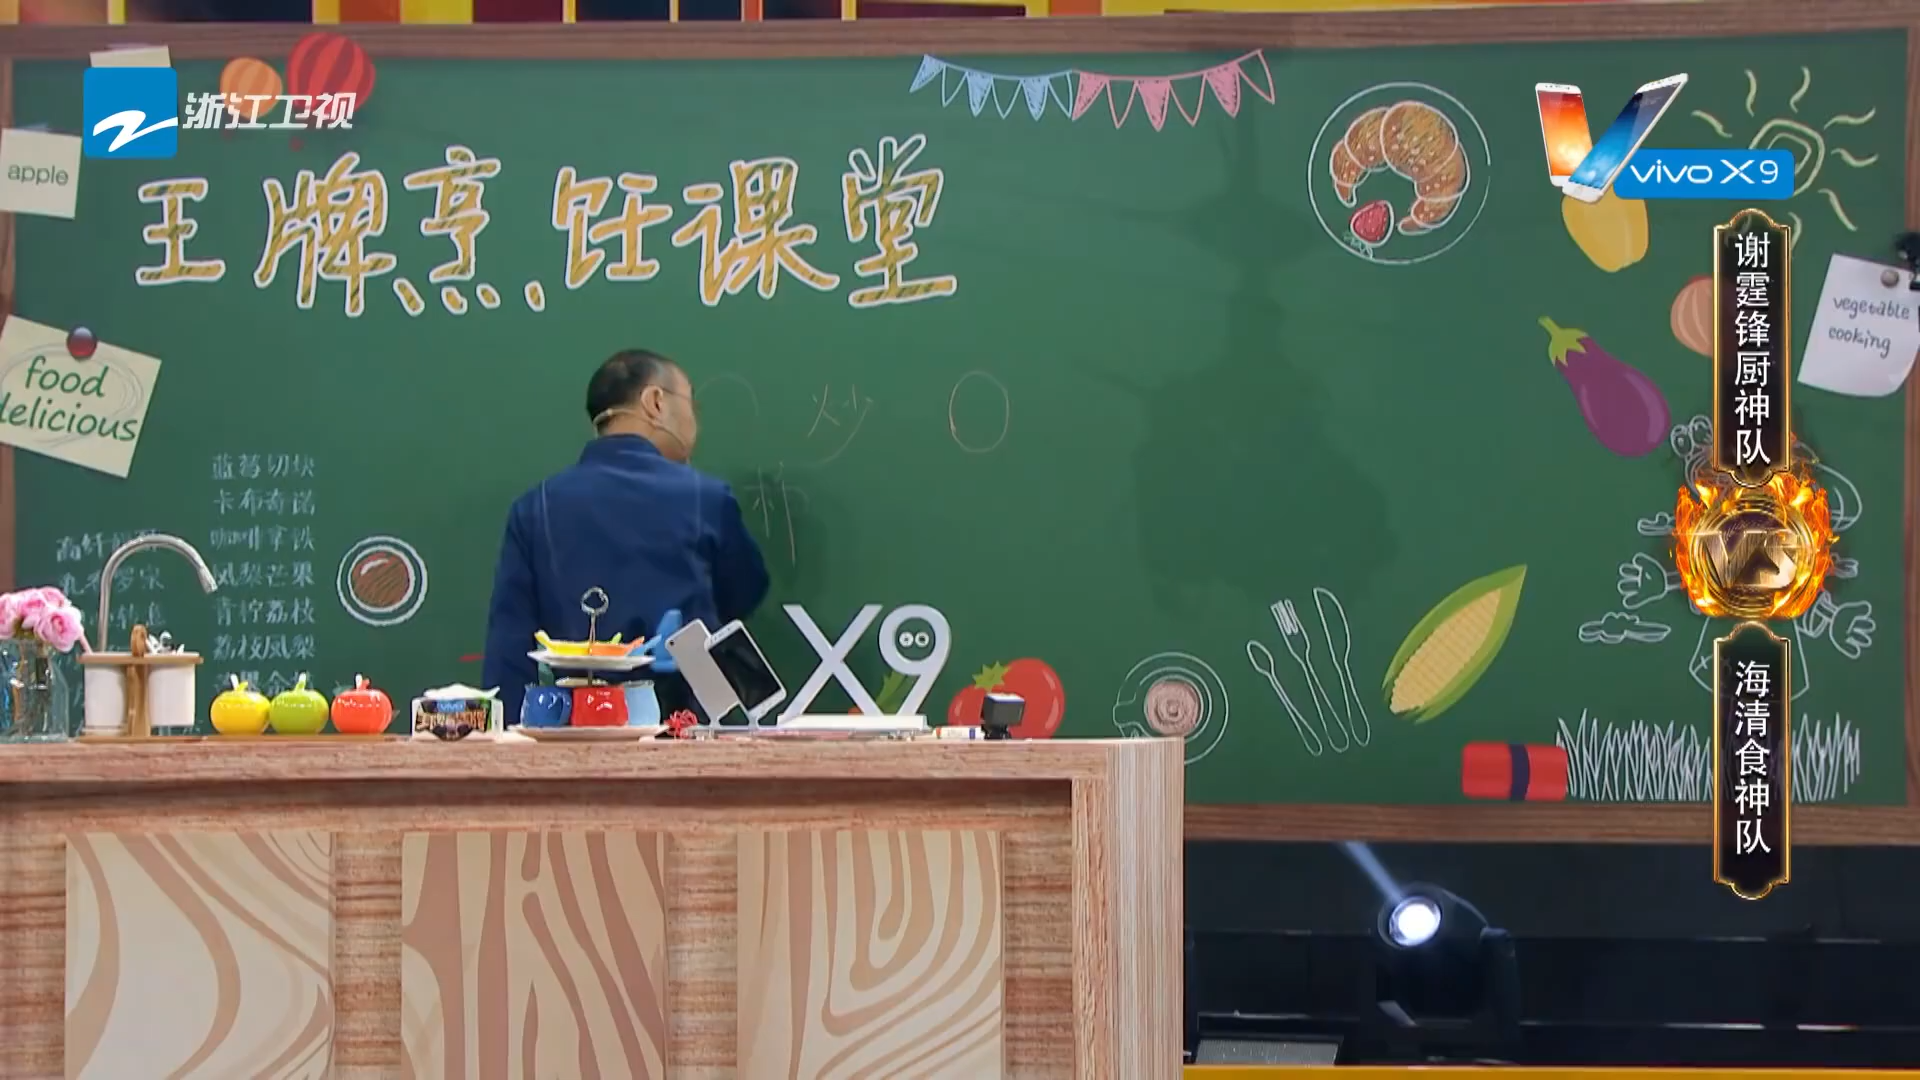 浙江卫视
vivo X9
apple
王牌烹饪课堂
谢霆锋厨神队
vegetable
cooking
food
delicious
炒
蓝莓切块
卡布奇诺
咖啡拿铁
凤梨芒果
青柠荔枝
荔枝凤梨
VS
X9
海清食神队